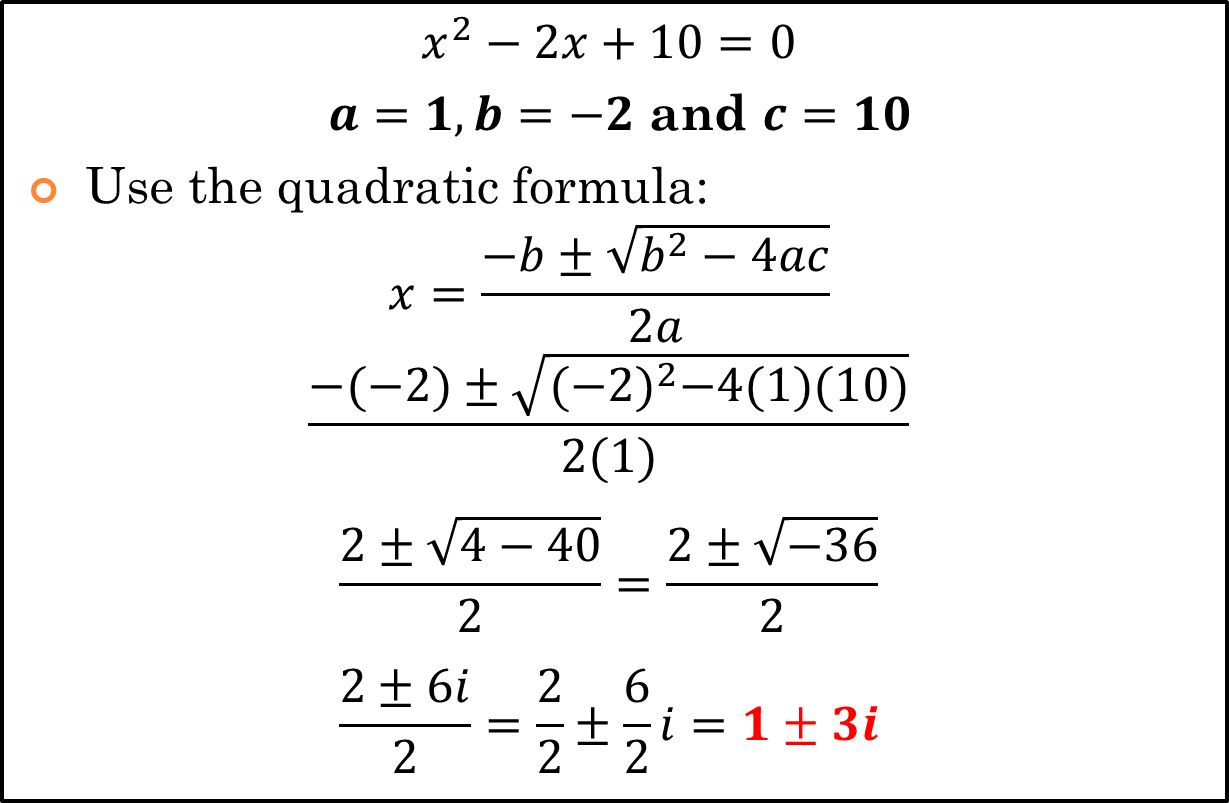 x² − 2x + 10 = 0
a = 1, b = −2 and c = 10
Use the quadratic formula:
x = (−b ± √(b² − 4ac))/(2a)
(−(−2) ± √((−2)²−4(1)(10)))/(2(1))
(2 ± √(4 − 40))/2 = (2 ± √(−36))/2
(2 ± 6i)/2 = 2/2 ± 6/2 i = 1 ± 3i